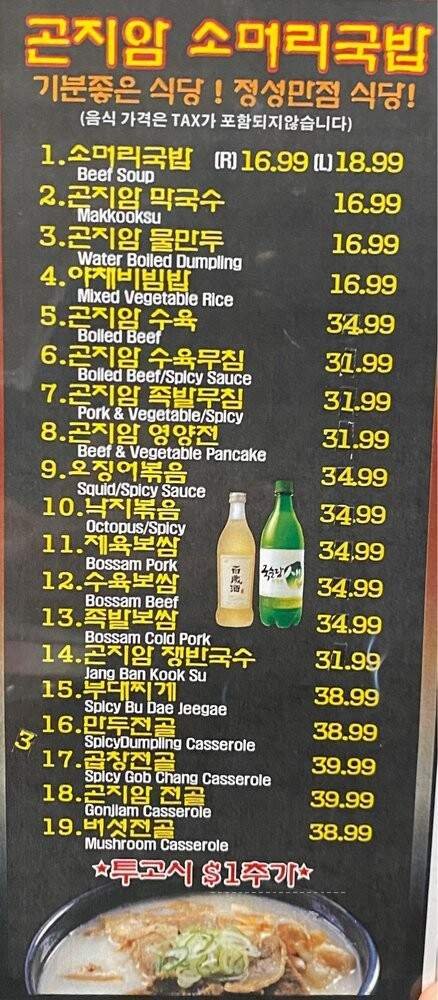 곤지암 소머리국밥
기분좋은 식당 ! 정성만점 식당!
(음식 가격은 TAX가 포함되지않습니다)
1.소머리국밥 (R)16.99 (L)18.99
Beef Soup
2.곤지암 막국수 16.99
Makkooksu
3.곤지암 물만두 16.99
Water Boiled Dumpling
4.야채비빔밥 16.99
Mixed Vegetable Rice
5.곤지암 수육 34.99
Boiled Beef
6.곤지암 수육무침 31.99
Boiled Beef/Spicy Sauce
7.곤지암 족발무침 31.99
Pork & Vegetable/Spicy
8.곤지암 영양전 31.99
Beef & Vegetable Pancake
9.오징어볶음 34.99
Squid/Spicy Sauce
10.낙지볶음 34.99
Octopus/Spicy
11.제육보쌈 34.99
Bossam Pork
12.수육보쌈 34.99
Bossam Beef
13.족발보쌈 34.99
Bossam Cold Pork
14.곤지암 쟁반국수 31.99
Jang Ban Kook Su
15.부대찌게 38.99
Spicy Bu Dae Jeegae
16.만두전골 38.99
SpicyDumpling Casserole
17.곱창전골 39.99
Spicy Gob Chang Casserole
18.곤지암 전골 39.99
Gonjiam Casserole
19.버섯전골 38.99
Mushroom Casserole
★투고시 $1추가★
百歲酒
국순당 생
3